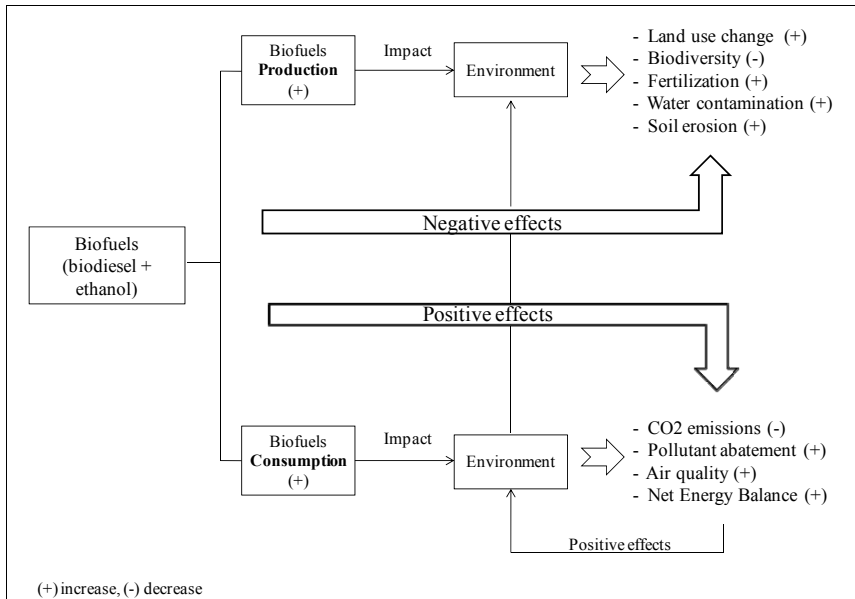 Biofuels
Production
(+)
Impact
Environment
- Land use change (+)
- Biodiversity (-)
- Fertilization (+)
- Water contamination (+)
- Soil erosion (+)
Negative effects
Biofuels
(biodiesel +
ethanol)
Positive effects
Biofuels
Consumption
(+)
Impact
Environment
- CO2 emissions (-)
- Pollutant abatement (+)
- Air quality (+)
- Net Energy Balance (+)
Positive effects
(+) increase, (-) decrease